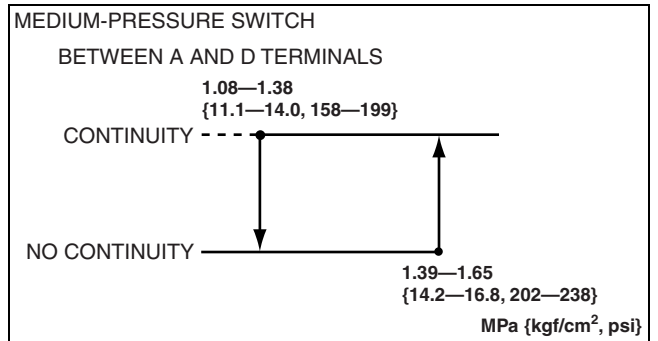 MEDIUM-PRESSURE SWITCH
BETWEEN A AND D TERMINALS
1.08—1.38
{11.1—14.0, 158—199}
CONTINUITY
NO CONTINUITY
1.39—1.65
{14.2—16.8, 202—238}
MPa {kgf/cm², psi}